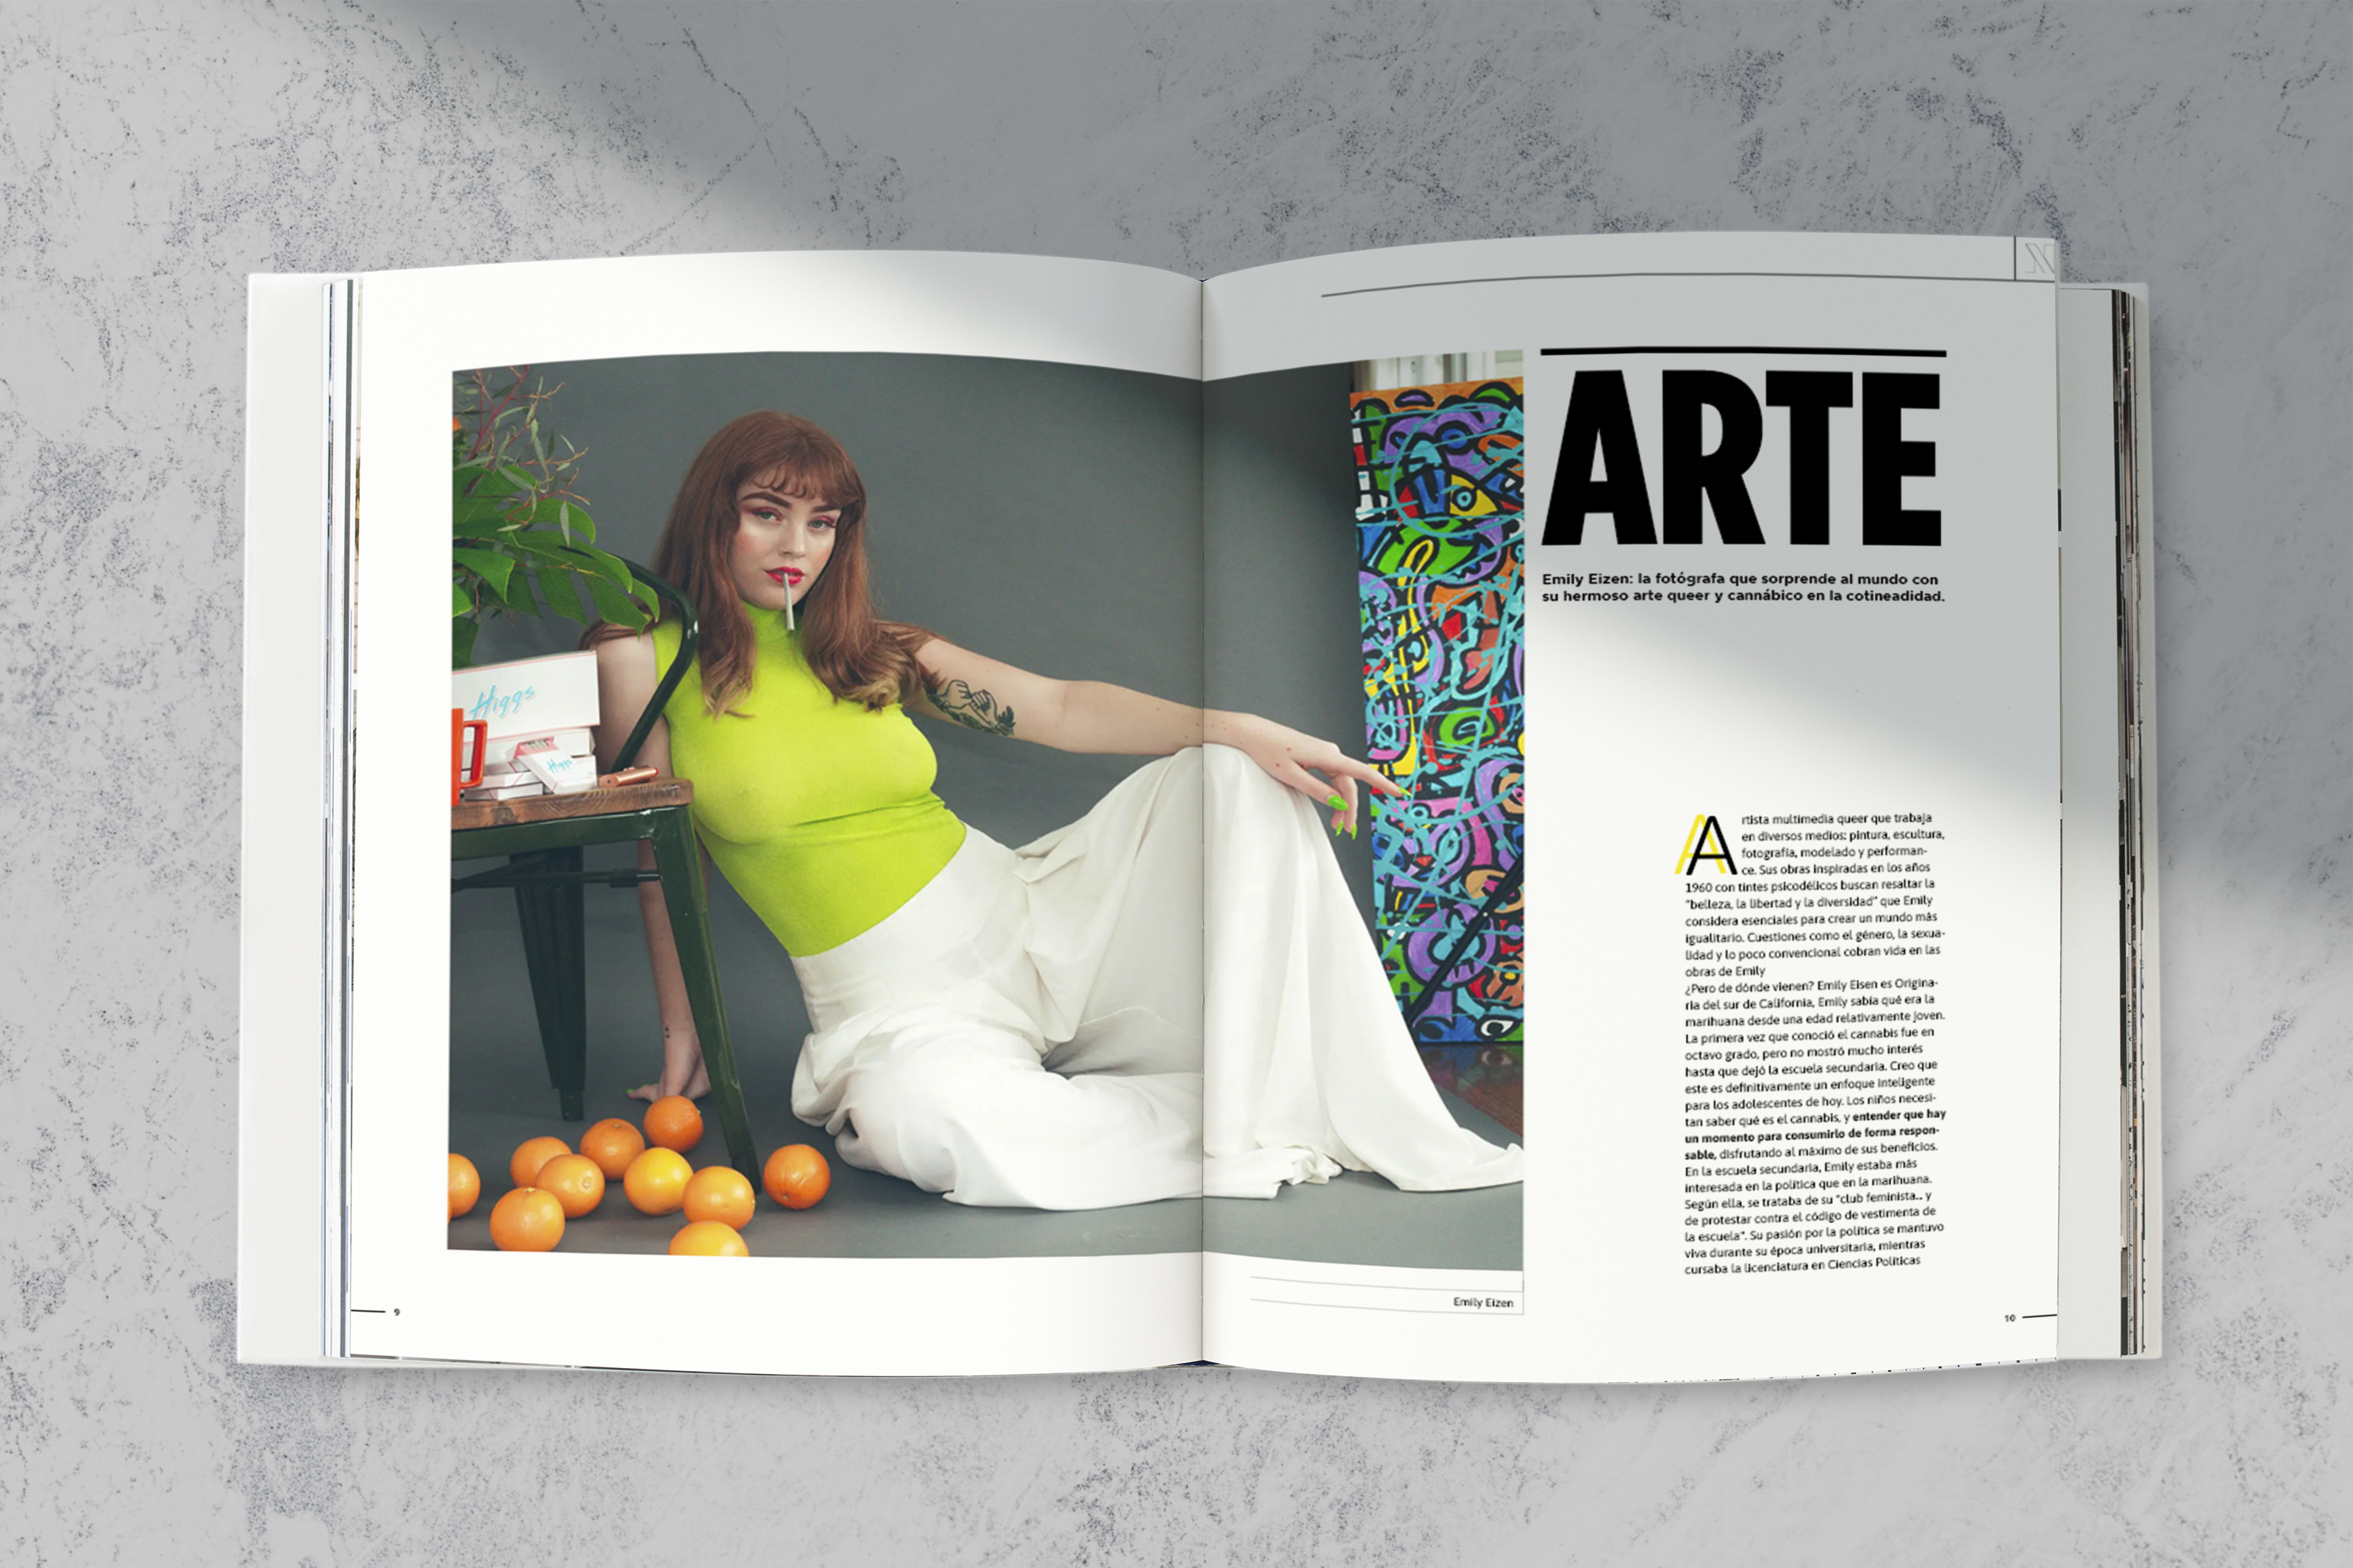 Higgs
Higgs
Emily Eizen
9
N
ARTE
Emily Eizen: la fotógrafa que sorprende al mundo con
su hermoso arte queer y cannábico en la cotineadidad.
Artista multimedia queer que trabaja
en diversos medios: pintura, escultura,
fotografía, modelado y performan-
ce. Sus obras inspiradas en los años
1960 con tintes psicodélicos buscan resaltar la
"belleza, la libertad y la diversidad" que Emily
considera esenciales para crear un mundo más
igualitario. Cuestiones como el género, la sexua-
lidad y lo poco convencional cobran vida en las
obras de Emily
¿Pero de dónde vienen? Emily Eisen es Origina-
ria del sur de California, Emily sabía qué era la
marihuana desde una edad relativamente joven.
La primera vez que conoció el cannabis fue en
octavo grado, pero no mostró mucho interés
hasta que dejó la escuela secundaria. Creo que
este es definitivamente un enfoque inteligente
para los adolescentes de hoy. Los niños necesi-
tan saber qué es el cannabis, y entender que hay
un momento para consumirlo de forma respon-
sable, disfrutando al máximo de sus beneficios.
En la escuela secundaria, Emily estaba más
interesada en la política que en la marihuana.
Según ella, se trataba de su "club feminista.. y
de protestar contra el código de vestimenta de
la escuela". Su pasión por la política se mantuvo
viva durante su época universitaria, mientras
cursaba la licenciatura en Ciencias Políticas
10